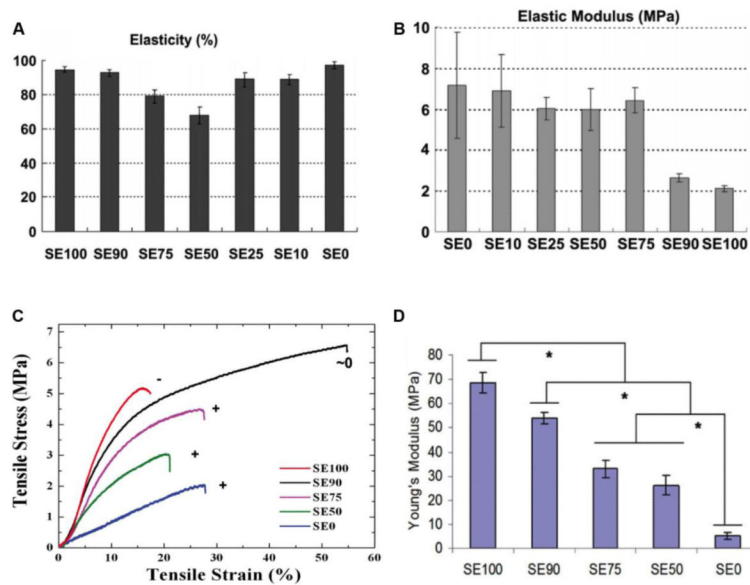 A
Elasticity (%)
100
80
60
40
20
0
SE100 SE90 SE75 SE50 SE25 SE10 SE0
B
Elastic Modulus (MPa)
10
8
6
4
2
0
SE0 SE10 SE25 SE50 SE75 SE90 SE100
C
Tensile Stress (MPa)
7
6
5
4
3
2
1
0
0 10 20 30 40 50 60
Tensile Strain (%)
-
~0
+
+
+
SE100
SE90
SE75
SE50
SE0
D
Young's Modulus (MPa)
80
70
60
50
40
30
20
10
0
*
*
*
SE100 SE90 SE75 SE50 SE0